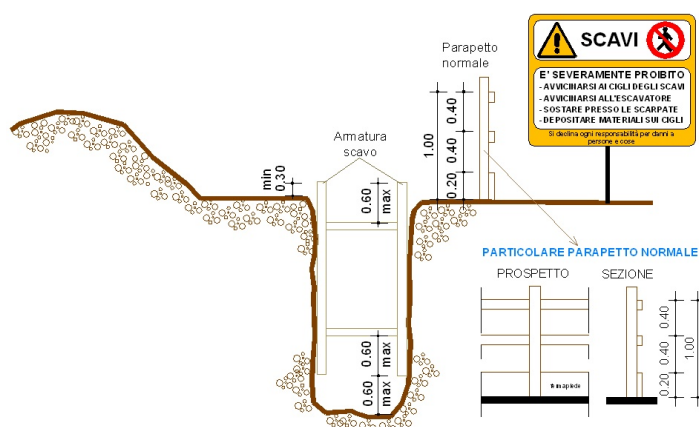 Parapetto
normale
SCAVI
E' SEVERAMENTE PROIBITO
- AVVICINARSI AI CIGLI DEGLI SCAVI
- AVVICINARSI ALL'ESCAVATORE
- SOSTARE PRESSO LE SCARPATE
- DEPOSITARE MATERIALI SUI CIGLI
Si declina ogni responsabilità per danni a
persone e cose
Armatura
scavo
min
0.30
0.60
max
1.00
0.40
0.40
0.20
0.60
max
0.60
max
PARTICOLARE PARAPETTO NORMALE
PROSPETTO
SEZIONE
0.40
0.40
0.20
1.00